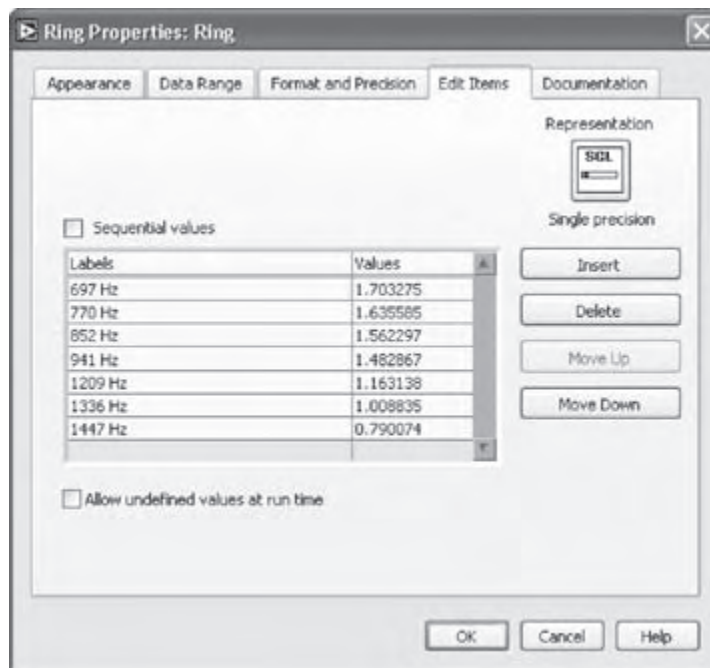 Ring Properties: Ring
Appearance Data Range Format and Precision Edit Items Documentation
Representation
SGL
Single precision
Sequential values
Labels Values
697 Hz 1.703275
770 Hz 1.635585
852 Hz 1.562297
941 Hz 1.482867
1209 Hz 1.163138
1336 Hz 1.008835
1447 Hz 0.790074
Insert
Delete
Move Up
Move Down
Allow undefined values at run time
OK Cancel Help